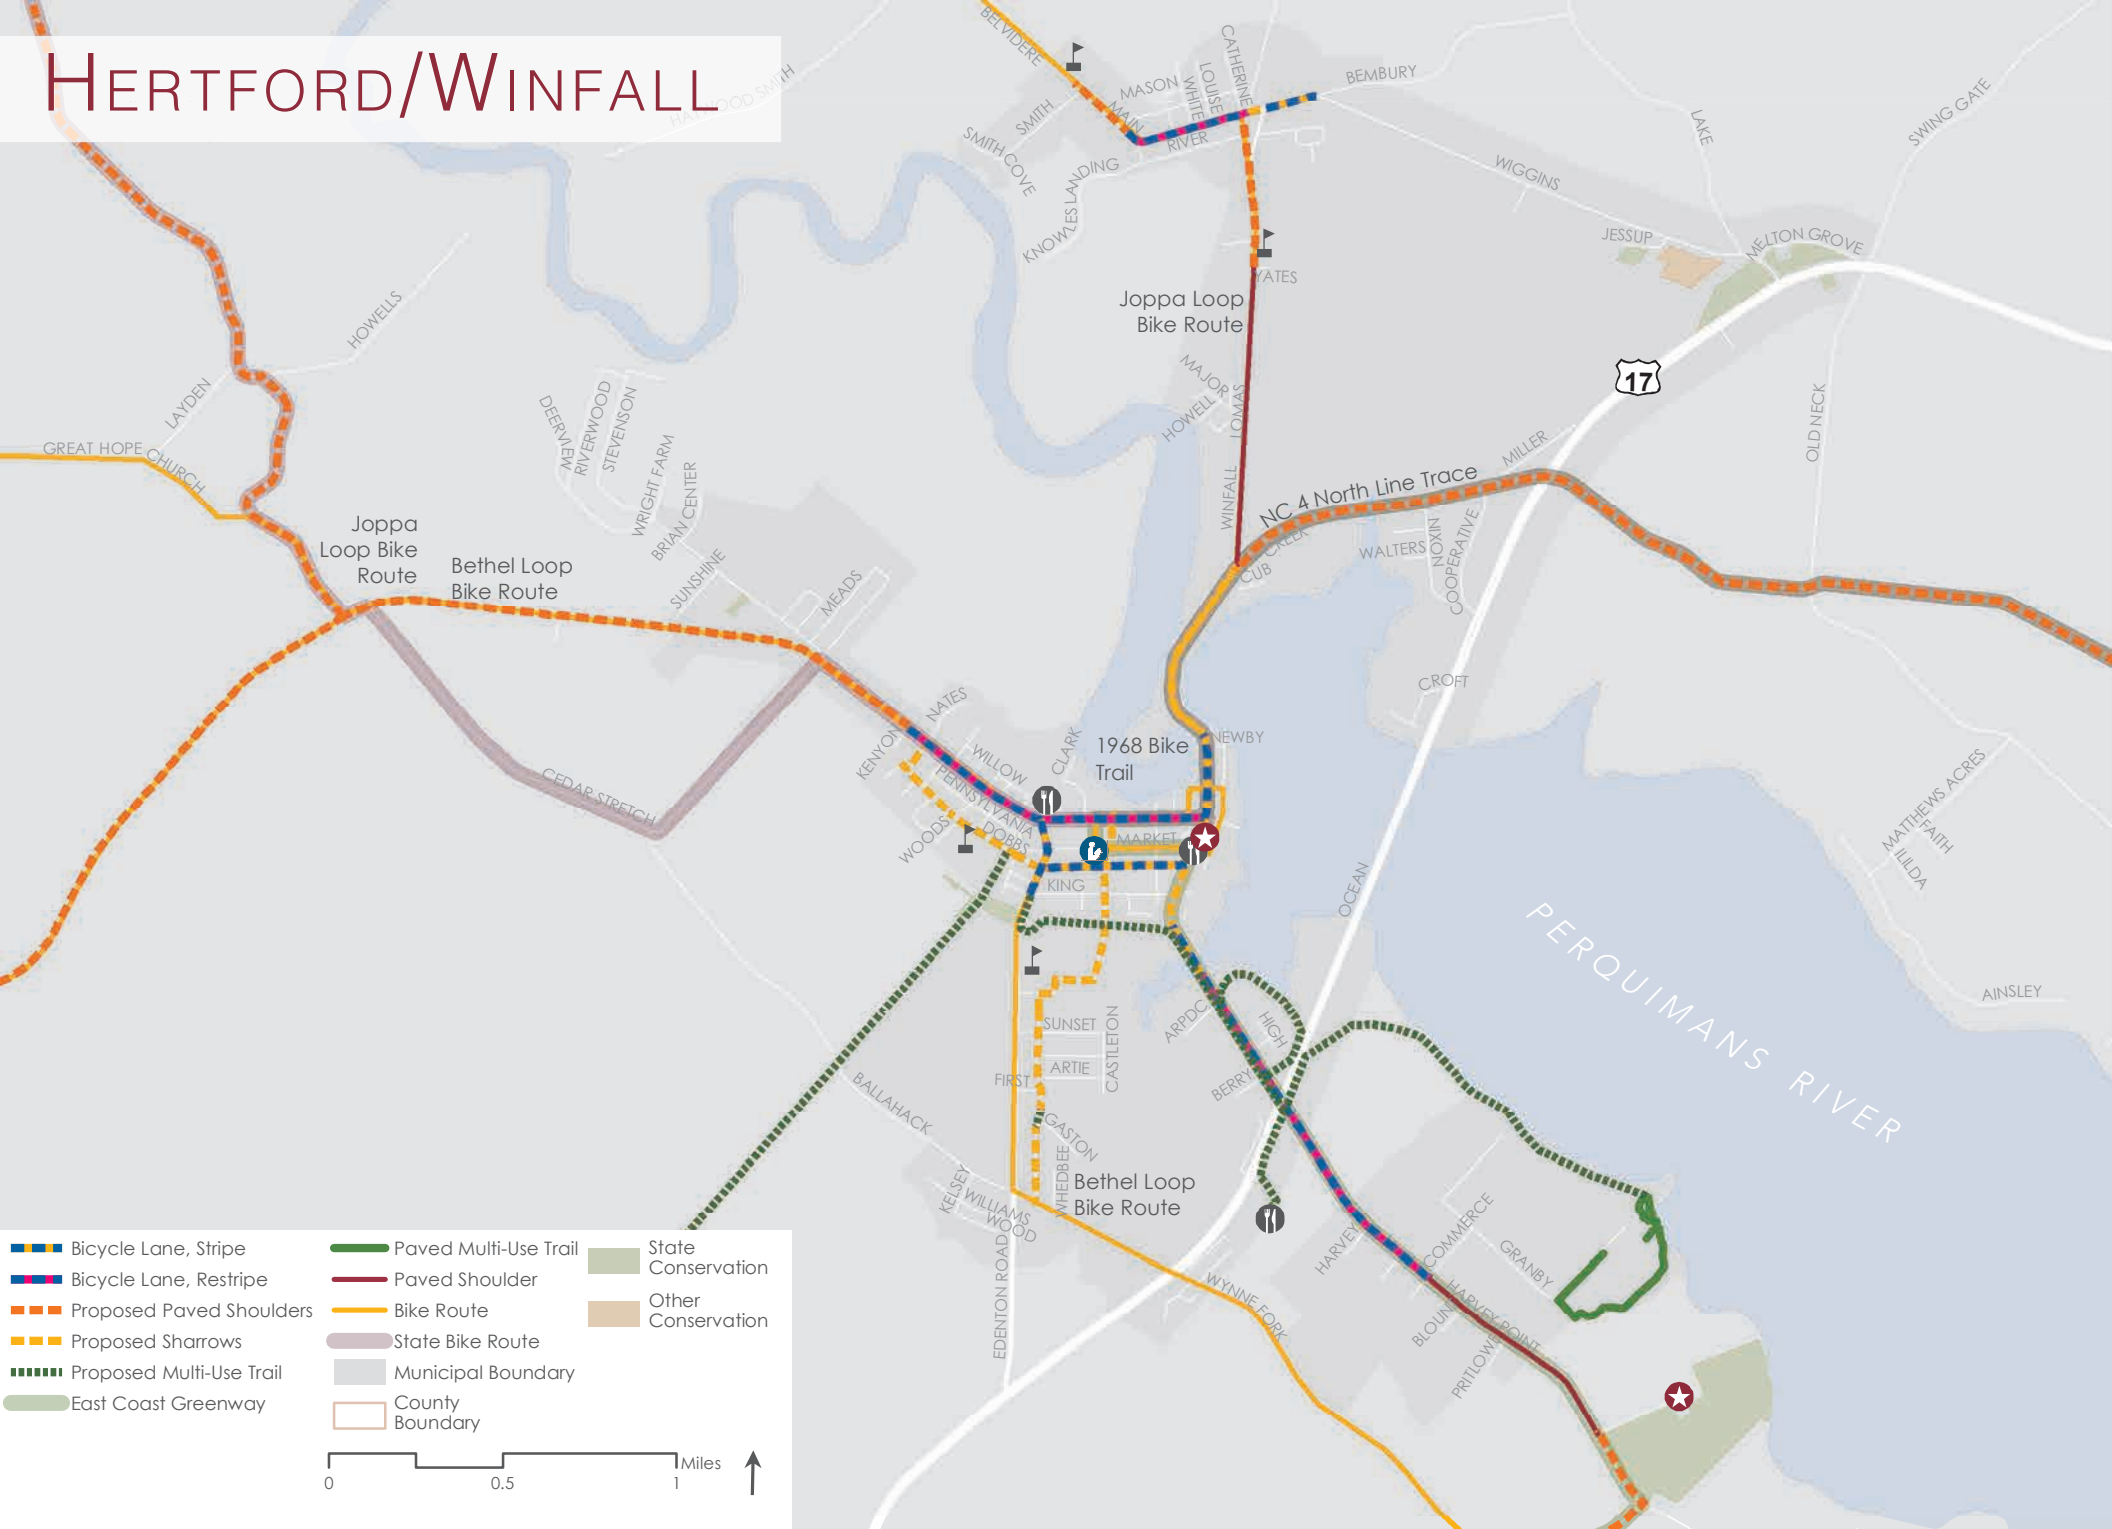 HERTFORD/WINFALL
HAYWOOD SMITH
BELVIDERE
MASON
WHITE
LOUISE
CATHERINE
BEMBURY
SMITH
MAIN
RIVER
SMITH COVE
KNOWLES LANDING
LAKE
SWING GATE
WIGGINS
JESSUP
MELTON GROVE
YATES
Joppa Loop
Bike Route
HOWELLS
LAYDEN
GREAT HOPE CHURCH
DEERVIEW
RIVERWOOD
STEVENSON
WRIGHT FARM
BRIAN CENTER
MAJOR
HOWELL
LOMAS
WINFALL
17
OLD NECK
MILLER
NC 4 North Line Trace
CUB CREEK
WALTERS
NOXIN
COOPERATIVE
Joppa
Loop Bike
Route
Bethel Loop
Bike Route
SUNSHINE
MEADS
CROFT
NATES
KENYON
WILLOW
CLARK
1968 Bike
Trail
NEWBY
PENNSYLVANIA
CEDAR STRETCH
WOODS
DOBBS
MARKET
KING
OCEAN
MATTHEWS ACRES
FAITH
LILDA
PERQUIMANS RIVER
AINSLEY
ARPDC
HIGH
SUNSET
ARTIE
CASTLETON
FIRST
BERRY
BALLAHACK
GASTON
WHEDBEE
KELSEY
WILLIAMS
WOOD
Bethel Loop
Bike Route
EDENTON ROAD
WYNNE FORK
HARVEY
COMMERCE
GRANBY
HARVEY POINT
BLOUNT
PRITLOWE
Bicycle Lane, Stripe
Bicycle Lane, Restripe
Proposed Paved Shoulders
Proposed Sharrows
Proposed Multi-Use Trail
East Coast Greenway
Paved Multi-Use Trail
Paved Shoulder
Bike Route
State Bike Route
Municipal Boundary
County
Boundary
State
Conservation
Other
Conservation
0
0.5
1
Miles